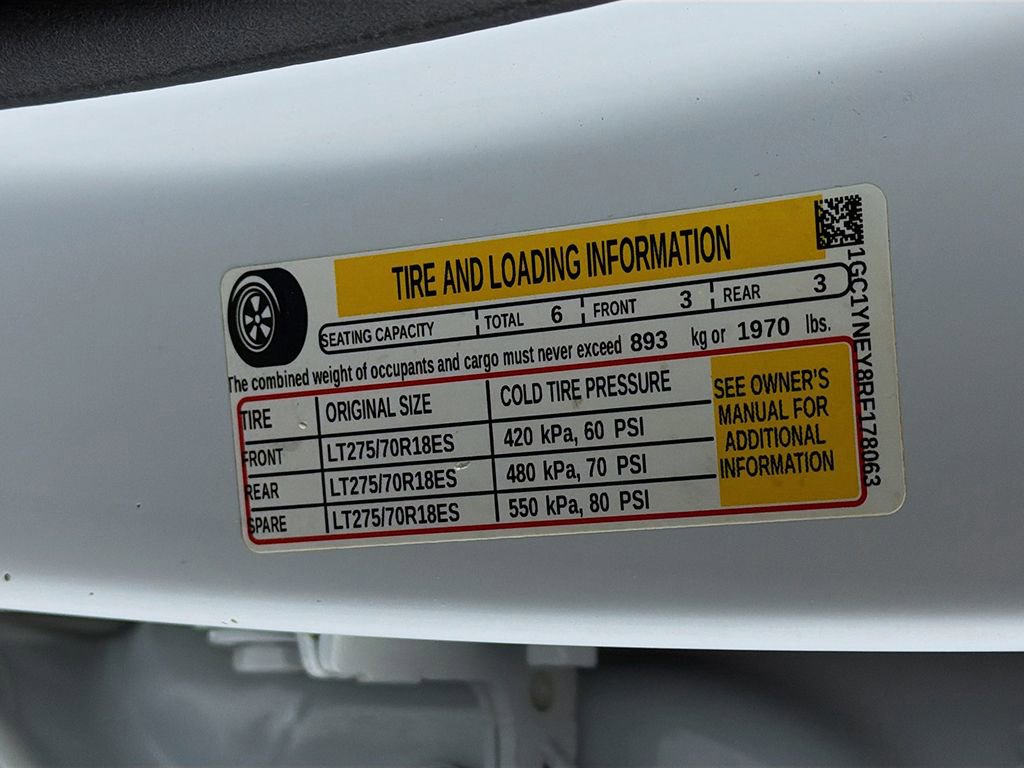 TIRE AND LOADING INFORMATION
SEATING CAPACITY TOTAL 6 FRONT 3 REAR 3
The combined weight of occupants and cargo must never exceed 893 kg or 1970 lbs.
TIRE ORIGINAL SIZE COLD TIRE PRESSURE
FRONT LT275/70R18ES 420 kPa, 60 PSI
REAR LT275/70R18ES 480 kPa, 70 PSI
SPARE LT275/70R18ES 550 kPa, 80 PSI
SEE OWNER'S
MANUAL FOR
ADDITIONAL
INFORMATION
1GC1YNEY8RF178063